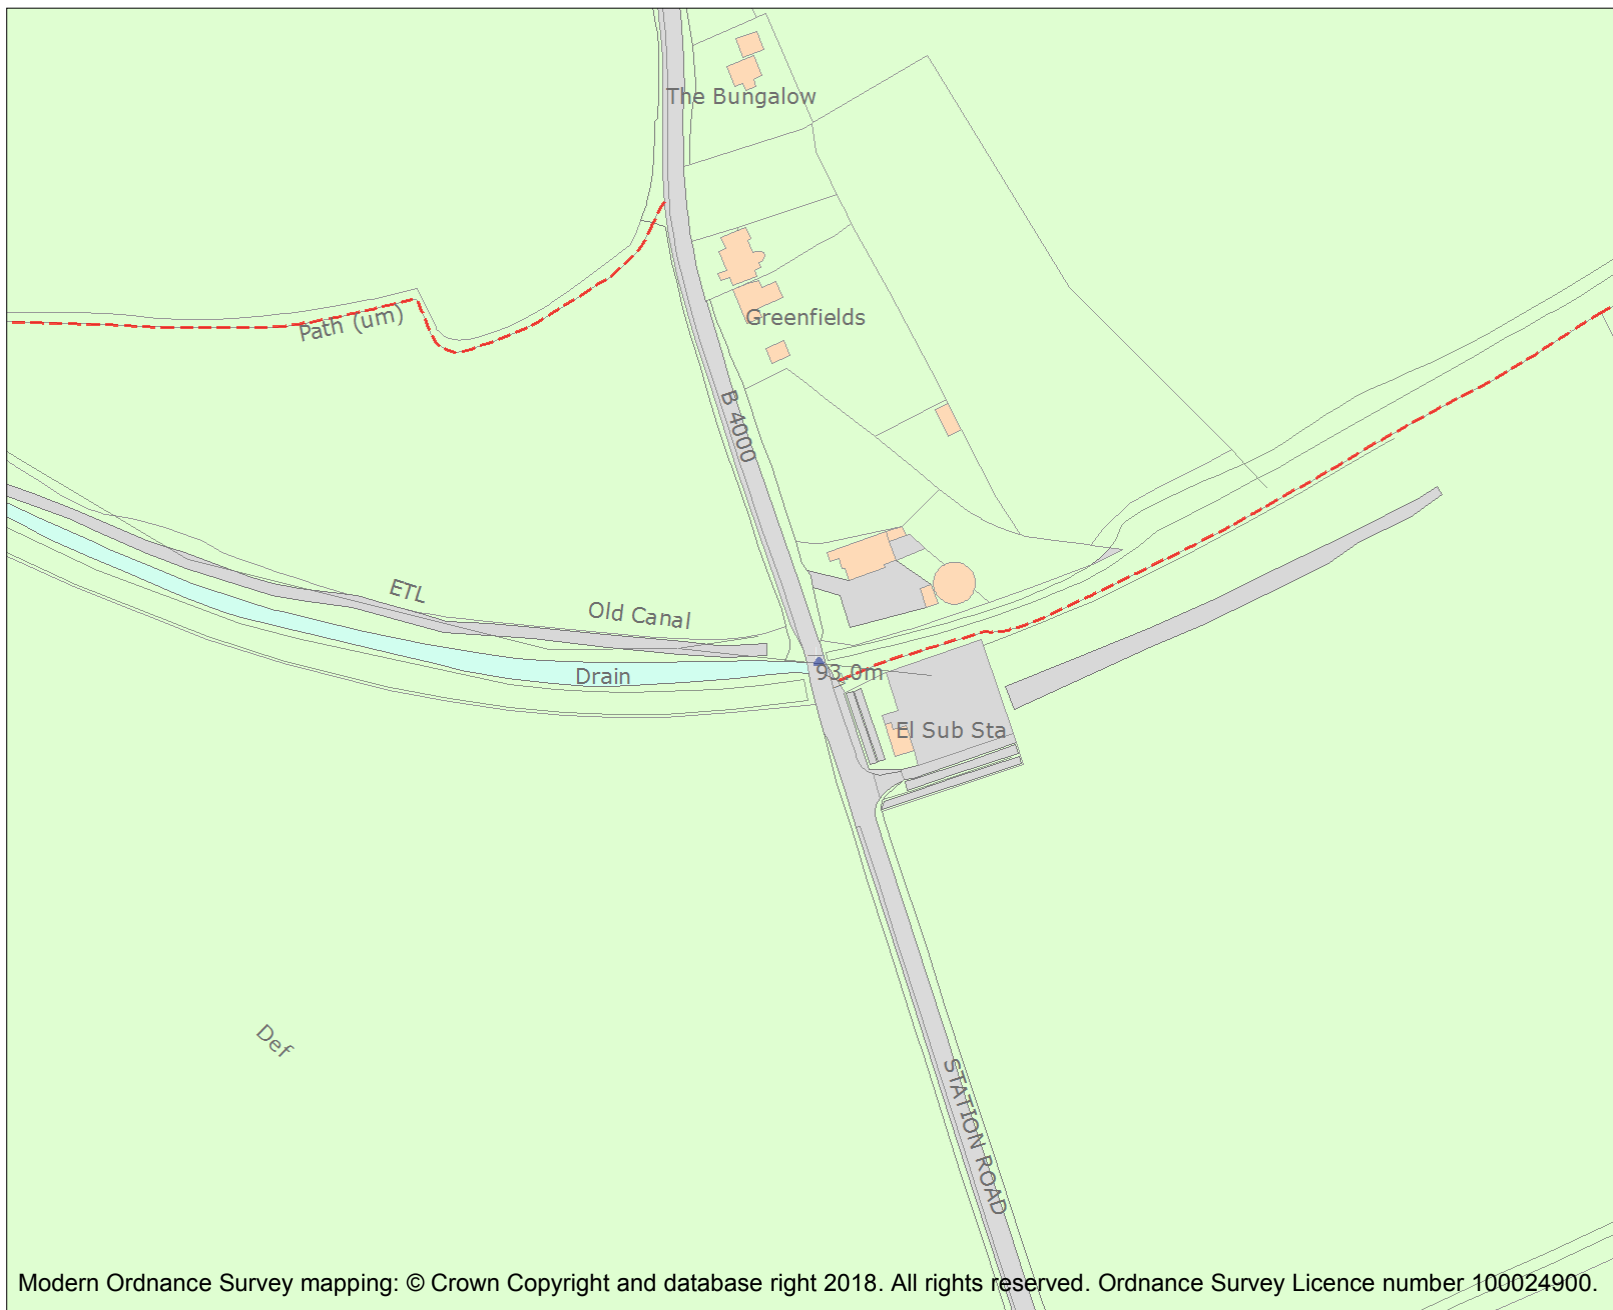 The Bungalow
Path (um)
Greenfields
B 4000
ETL
Old Canal
Drain
93.0m
El Sub Sta
Def
STATION ROAD
Modern Ordnance Survey mapping: © Crown Copyright and database right 2018. All rights reserved. Ordnance Survey Licence number 100024900.